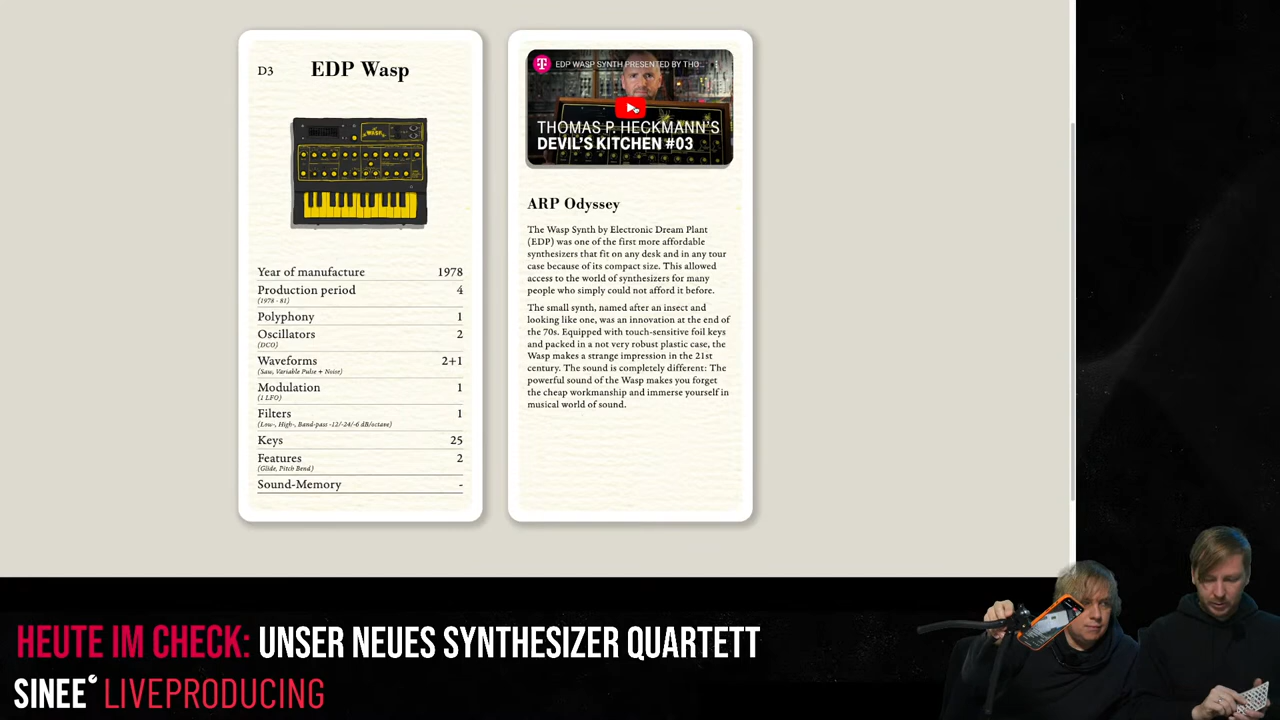 D3
EDP Wasp
Year of manufacture 1978
Production period 4
(1978 - 81)
Polyphony 1
Oscillators 2
(DCO)
Waveforms 2+1
(Saw, Variable Pulse + Noise)
Modulation 1
(1 LFO)
Filters 1
(Low-, High-, Band-pass -12/-24/-6 dB/octave)
Keys 25
Features 2
(Glide, Pitch Bend)
Sound-Memory -
T
EDP WASP SYNTH PRESENTED BY THO...
THOMAS P. HECKMANN'S
DEVIL'S KITCHEN #03
ARP Odyssey
The Wasp Synth by Electronic Dream Plant
(EDP) was one of the first more affordable
synthesizers that fit on any desk and in any tour
case because of its compact size. This allowed
access to the world of synthesizers for many
people who simply could not afford it before.
The small synth, named after an insect and
looking like one, was an innovation at the end of
the 70s. Equipped with touch-sensitive foil keys
and packed in a not very robust plastic case, the
Wasp makes a strange impression in the 21st
century. The sound is completely different: The
powerful sound of the Wasp makes you forget
the cheap workmanship and immerse yourself in
musical world of sound.
HEUTE IM CHECK: UNSER NEUES SYNTHESIZER QUARTETT
SINEE LIVEPRODUCING